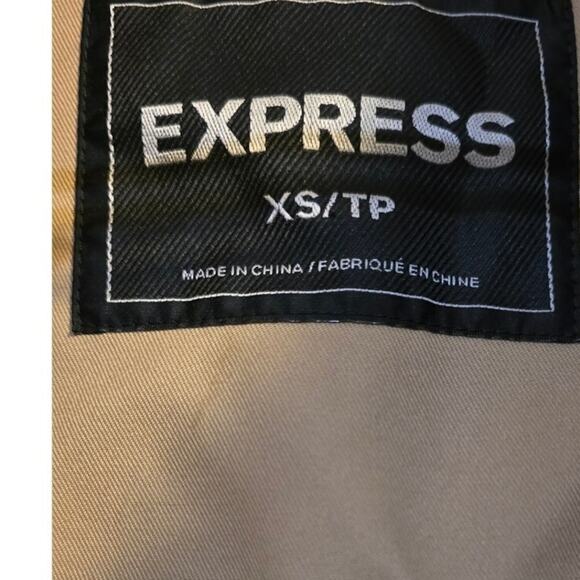 EXPRESS
XS/TP
MADE IN CHINA / FABRIQUÉ EN CHINE